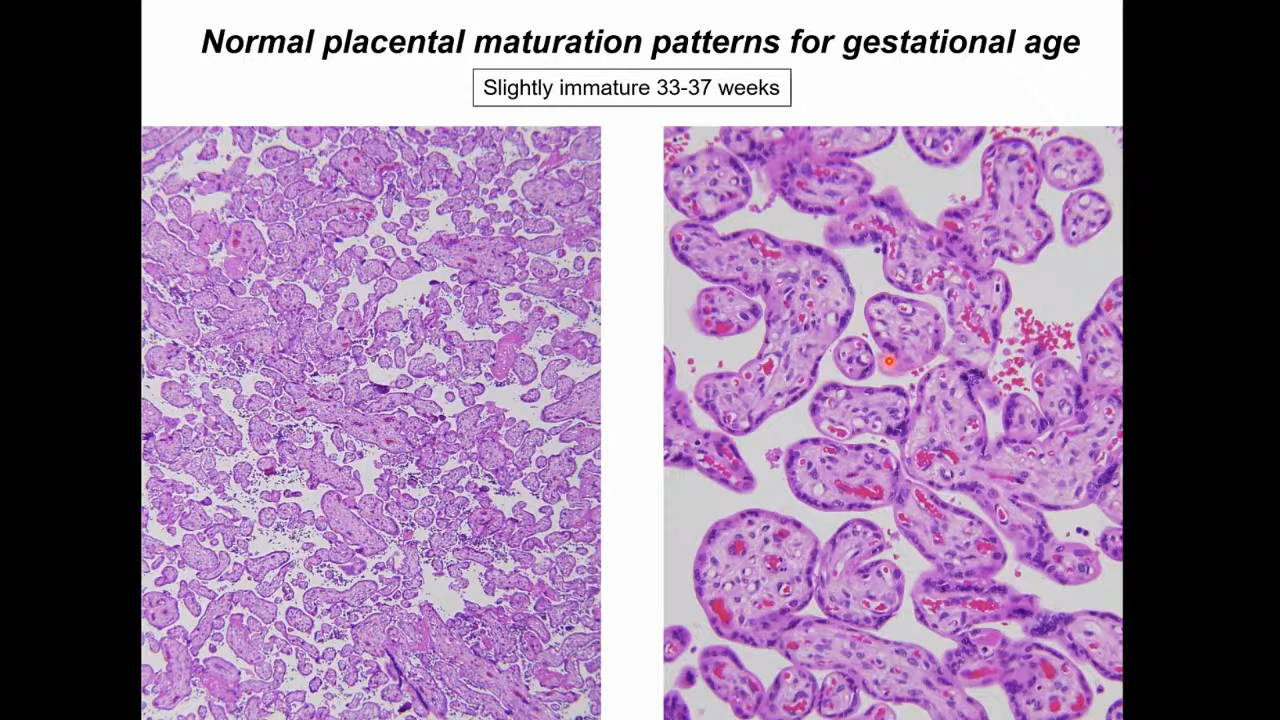 Normal placental maturation patterns for gestational age
Slightly immature 33-37 weeks